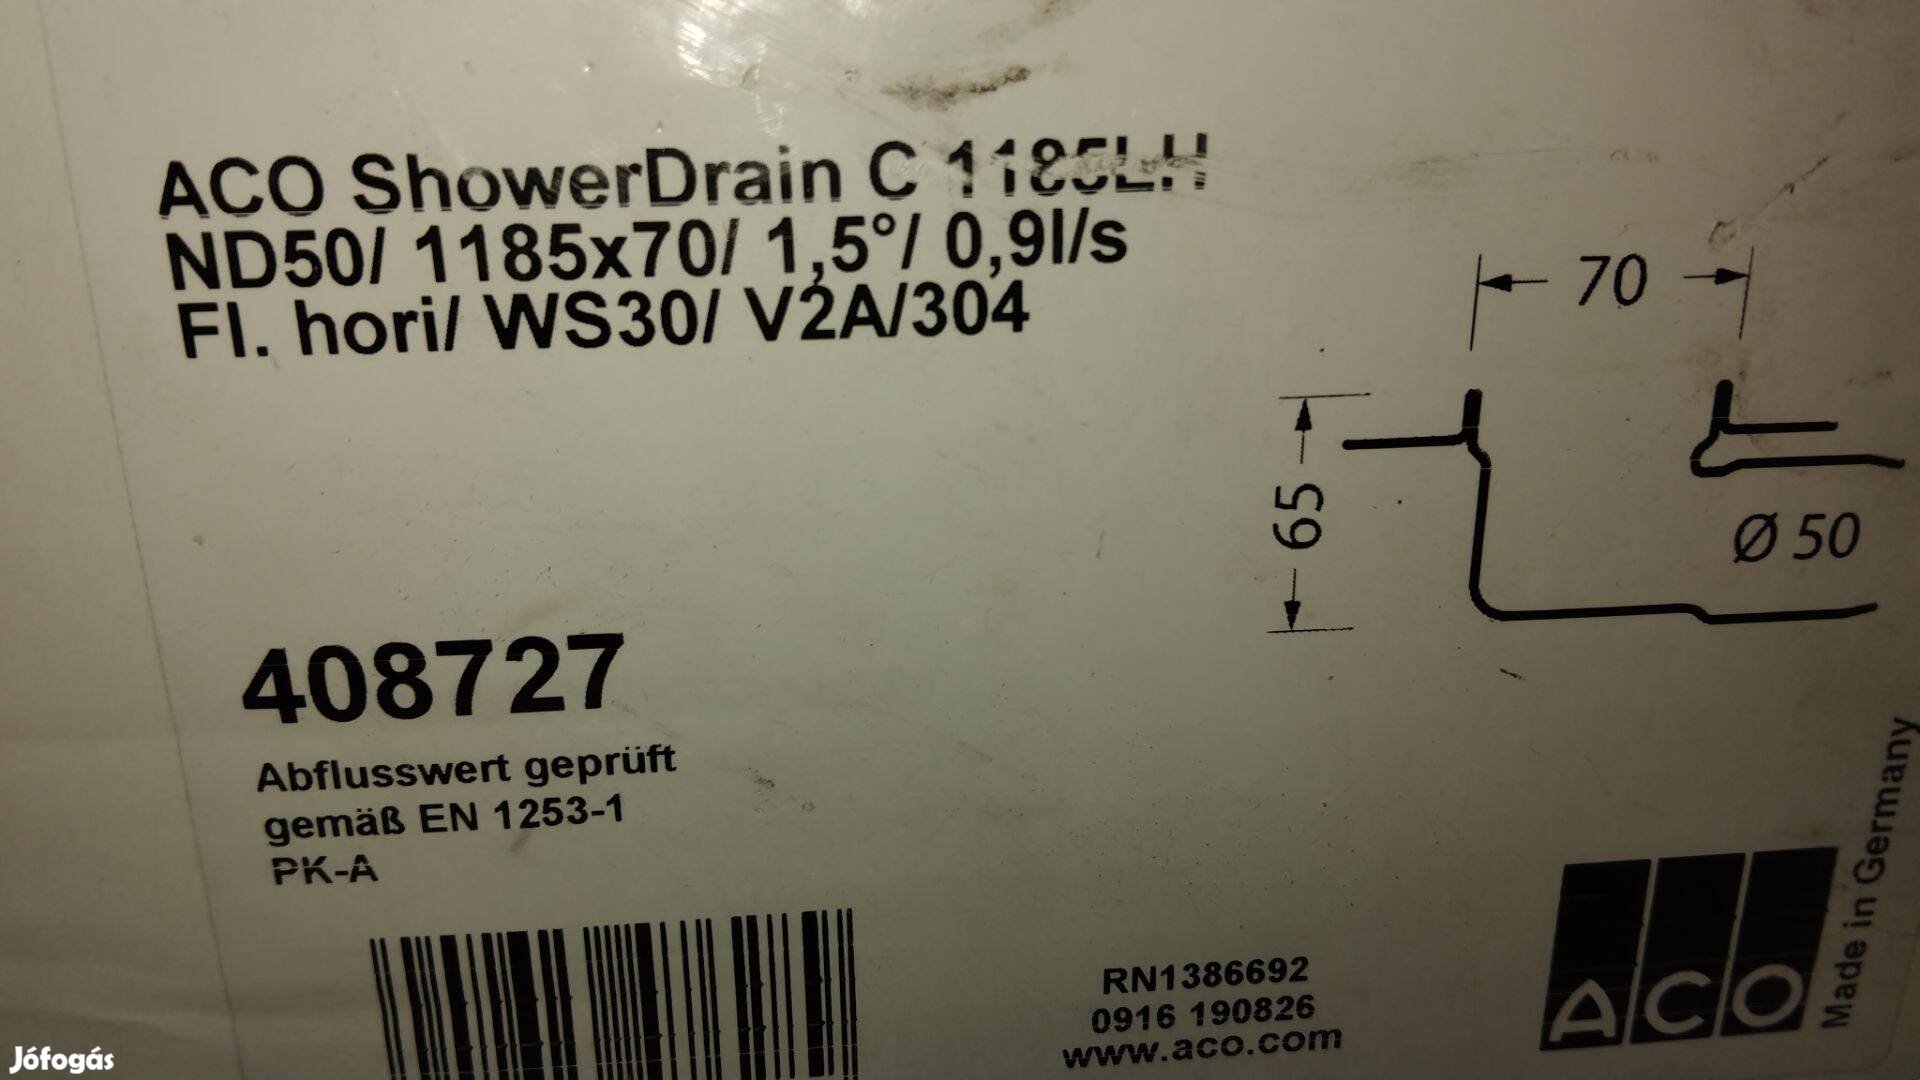 ACO ShowerDrain C 1185LH
ND50/ 1185x70/ 1,5°/ 0,9l/s
Fl. hori/ WS30/ V2A/304
70
65
Ø 50
408727
Abflusswert geprüft
gemäß EN 1253-1
PK-A
RN1386692
0916 190826
www.aco.com
ACO
Made in Germany
Jófogás